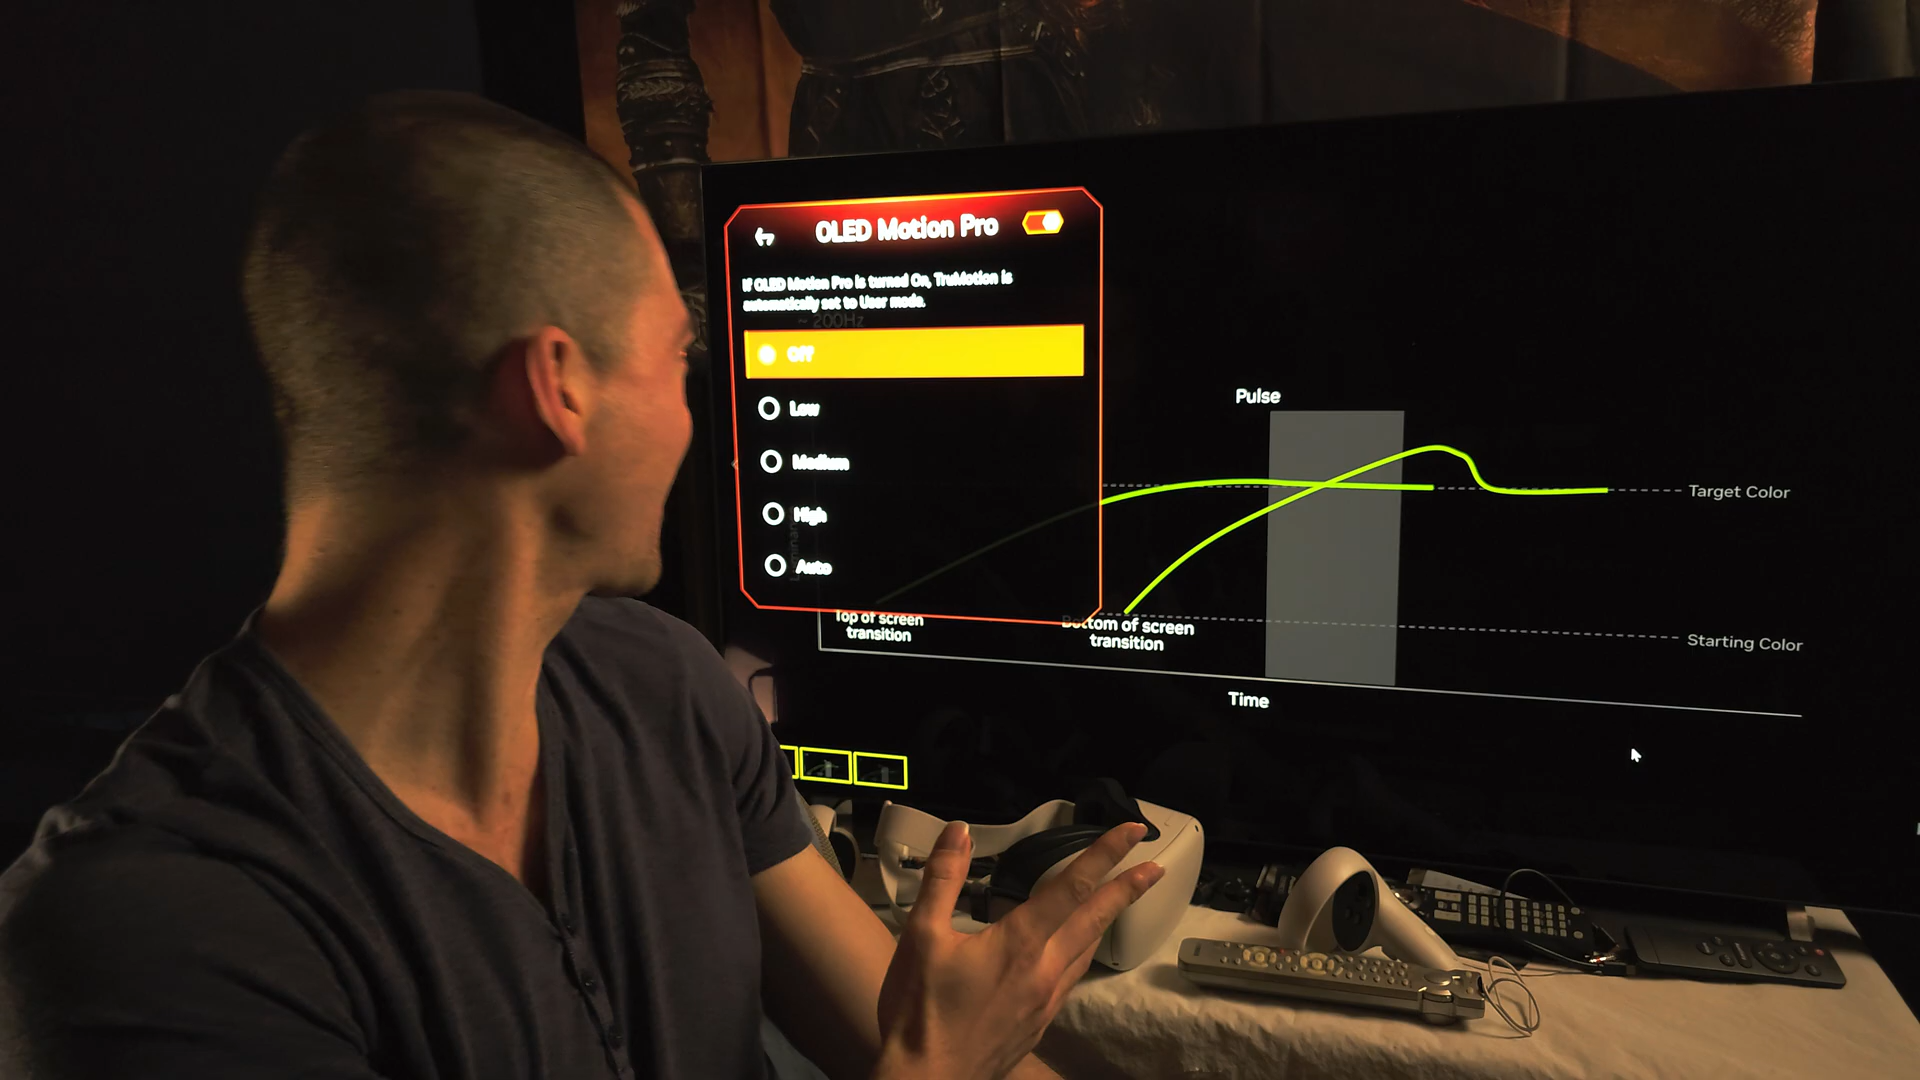 OLED Motion Pro
If OLED Motion Pro is turned On, TruMotion is
automatically set to User mode.
~ 200Hz
Off
Low
Medium
High
Auto
Pulse
Target Color
Starting Color
Top of screen
transition
Bottom of screen
transition
Time